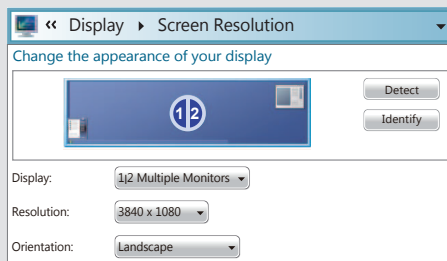 « Display ▸ Screen Resolution
Change the appearance of your display
1|2
Detect
Identify
Display: 1|2 Multiple Monitors
Resolution: 3840 x 1080
Orientation: Landscape